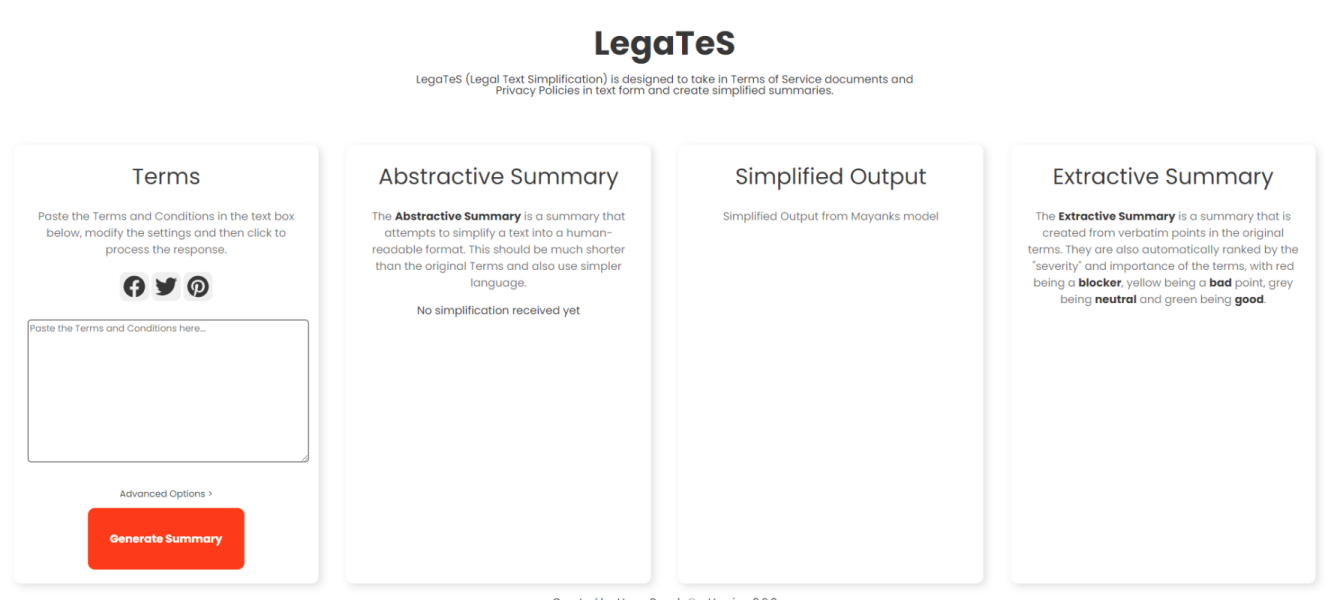 LegaTeS
LegaTeS (Legal Text Simplification) is designed to take in Terms of Service documents and
Privacy Policies in text form and create simplified summaries.
Terms
Paste the Terms and Conditions in the text box
below, modify the settings and then click to
process the response.
Paste the Terms and Conditions here...
Advanced Options >
Generate Summary
Abstractive Summary
The Abstractive Summary is a summary that
attempts to simplify a text into a human-
readable format. This should be much shorter
than the original Terms and also use simpler
language.
No simplification received yet
Simplified Output
Simplified Output from Mayanks model
Extractive Summary
The Extractive Summary is a summary that is
created from verbatim points in the original
terms. They are also automatically ranked by the
"severity" and importance of the terms, with red
being a blocker, yellow being a bad point, grey
being neutral and green being good.